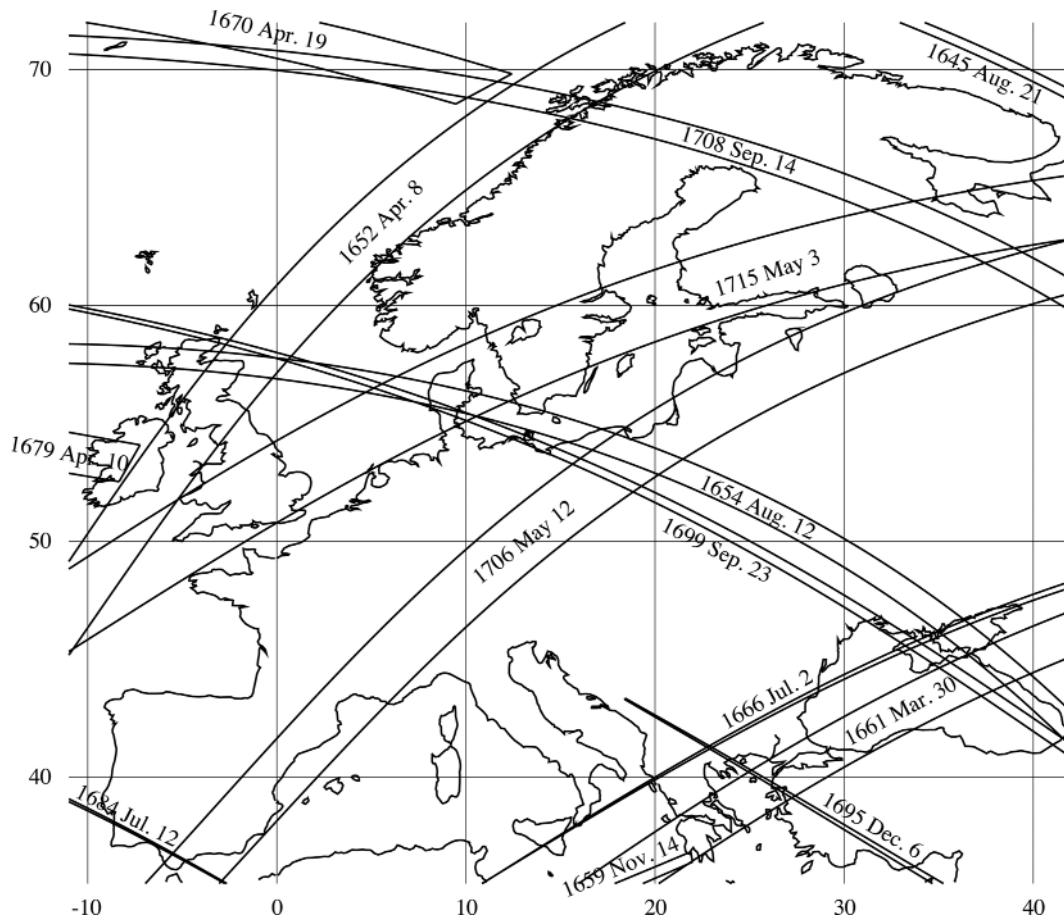 1670 Apr. 19
1645 Aug. 21
70
1708 Sep. 14
1652 Apr. 8
1715 May 3
60
1679 Apr. 10
1654 Aug. 12
1699 Sep. 23
1706 May 12
50
1666 Jul. 2
1661 Mar. 30
40
1684 Jul. 12
1695 Dec. 6
1659 Nov. 14
-10 0 10 20 30 40